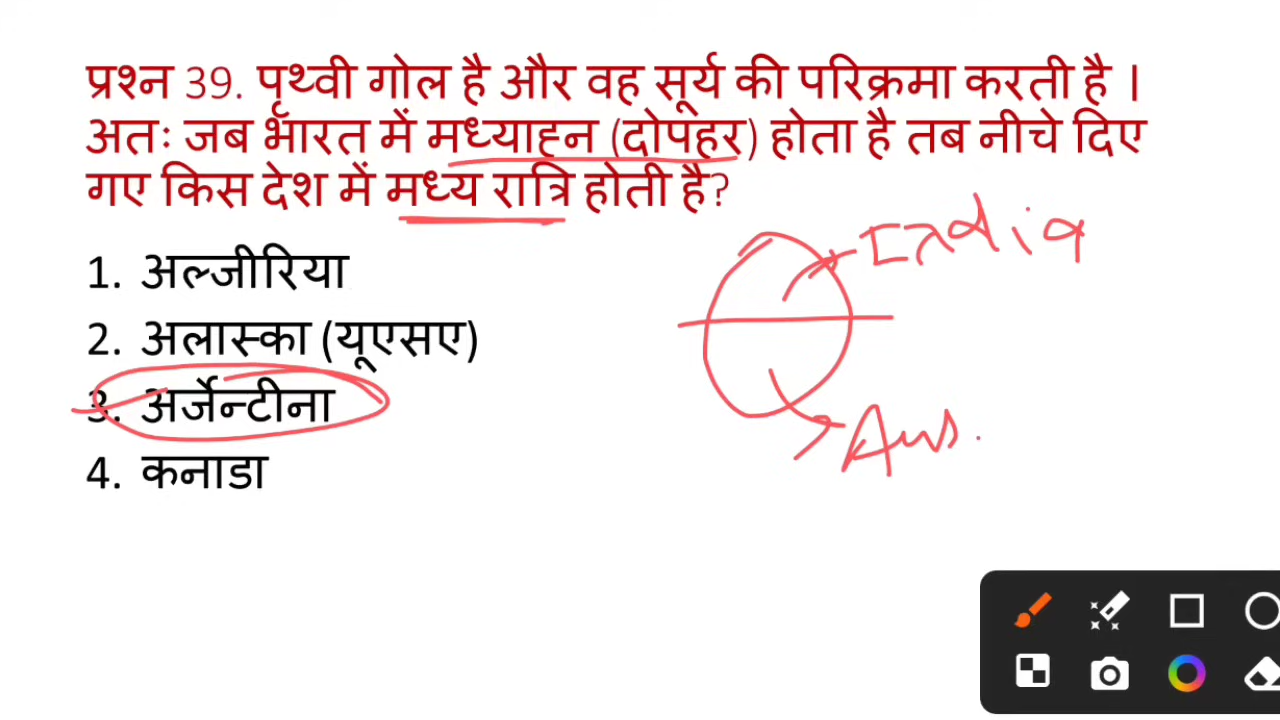 प्रश्न 39. पृथ्वी गोल है और वह सूर्य की परिक्रमा करती है ।
अतः जब भारत में मध्याह्न (दोपहर) होता है तब नीचे दिए
गए किस देश में मध्य रात्रि होती है?
1. अल्जीरिया
2. अलास्का (यूएसए)
3. अर्जेन्टीना
4. कनाडा
India
Aus.